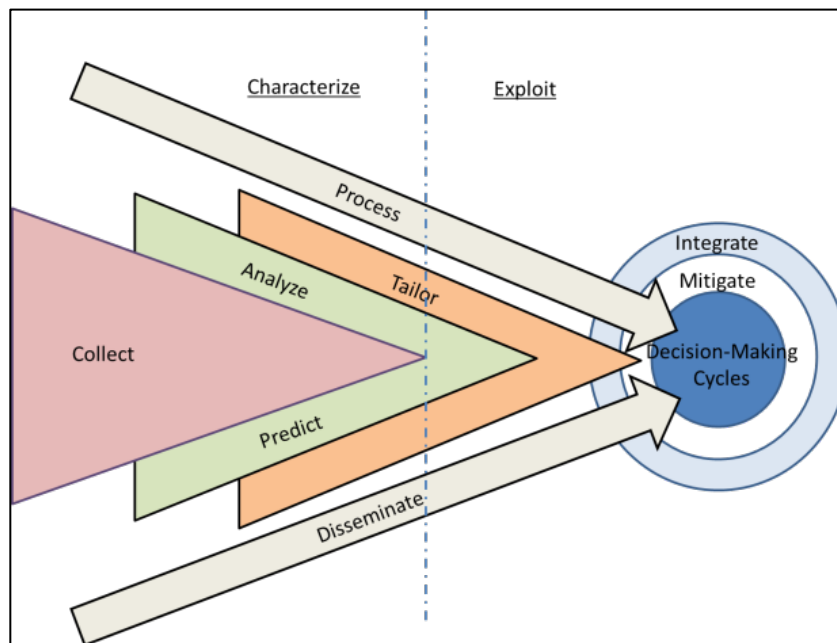 Characterize
Exploit
Process
Integrate
Analyze
Tailor
Mitigate
Collect
Decision-Making
Cycles
Predict
Disseminate